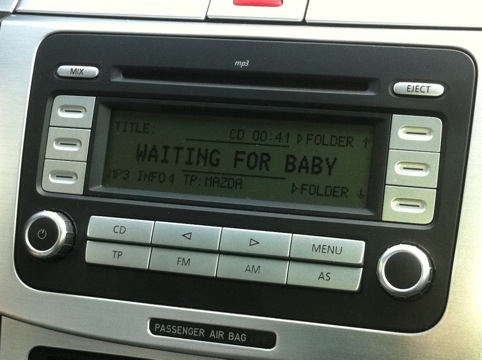 mp3
MIX
EJECT
TITLE: CD 00:41 FOLDER ↑
WAITING FOR BABY
MP3 INFO4 TP:MAZDA FOLDER ↓
CD ◁ ▷ MENU
TP FM AM AS
PASSENGER AIR BAG